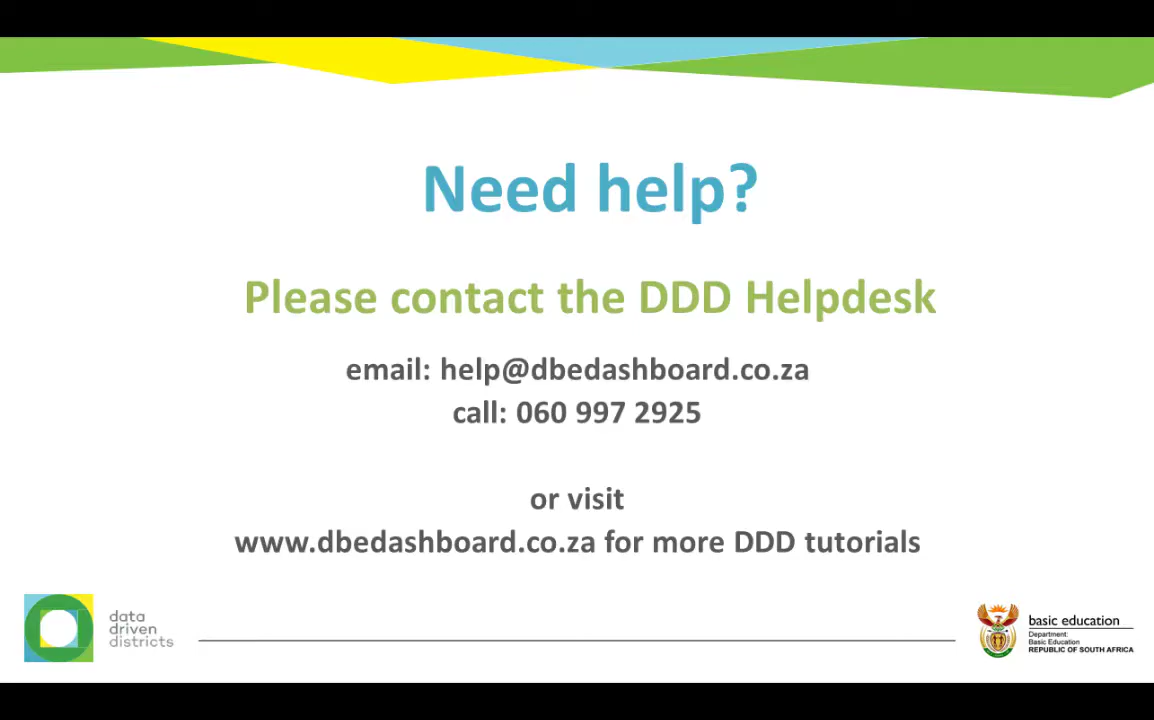 Need help?
Please contact the DDD Helpdesk
email: help@dbedashboard.co.za
call: 060 997 2925
or visit
www.dbedashboard.co.za for more DDD tutorials
data
driven
districts
basic education
Department:
Basic Education
REPUBLIC OF SOUTH AFRICA